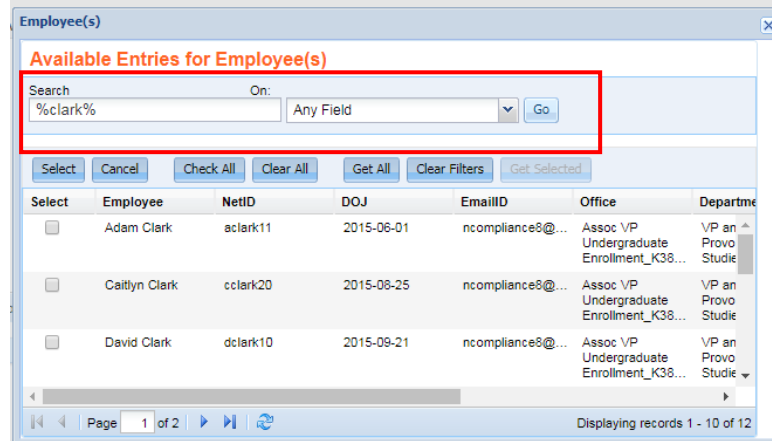 Employee(s)
Available Entries for Employee(s)
Search On:
%clark% Any Field Go
Select Cancel Check All Clear All Get All Clear Filters Get Selected
Select Employee NetID DOJ EmailID Office Departme
Adam Clark aclark11 2015-06-01 ncompliance8@... Assoc VP VP an
Undergraduate Provo
Enrollment_K38... Studie
Caitlyn Clark cclark20 2015-08-25 ncompliance8@... Assoc VP VP an
Undergraduate Provo
Enrollment_K38... Studie
David Clark dclark10 2015-09-21 ncompliance8@... Assoc VP VP an
Undergraduate Provo
Enrollment_K38... Studie
Page 1 of 2 Displaying records 1 - 10 of 12